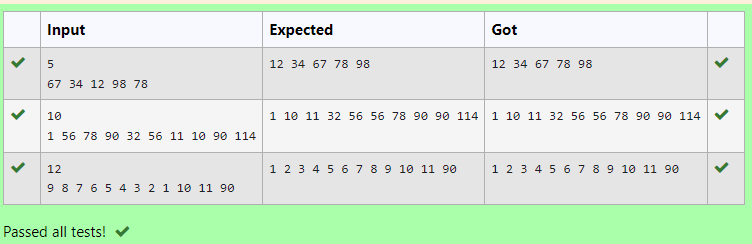 Input Expected Got
5 12 34 67 78 98 12 34 67 78 98
67 34 12 98 78
10 1 10 11 32 56 56 78 90 90 114 1 10 11 32 56 56 78 90 90 114
1 56 78 90 32 56 11 10 90 114
12 1 2 3 4 5 6 7 8 9 10 11 90 1 2 3 4 5 6 7 8 9 10 11 90
9 8 7 6 5 4 3 2 1 10 11 90
Passed all tests!